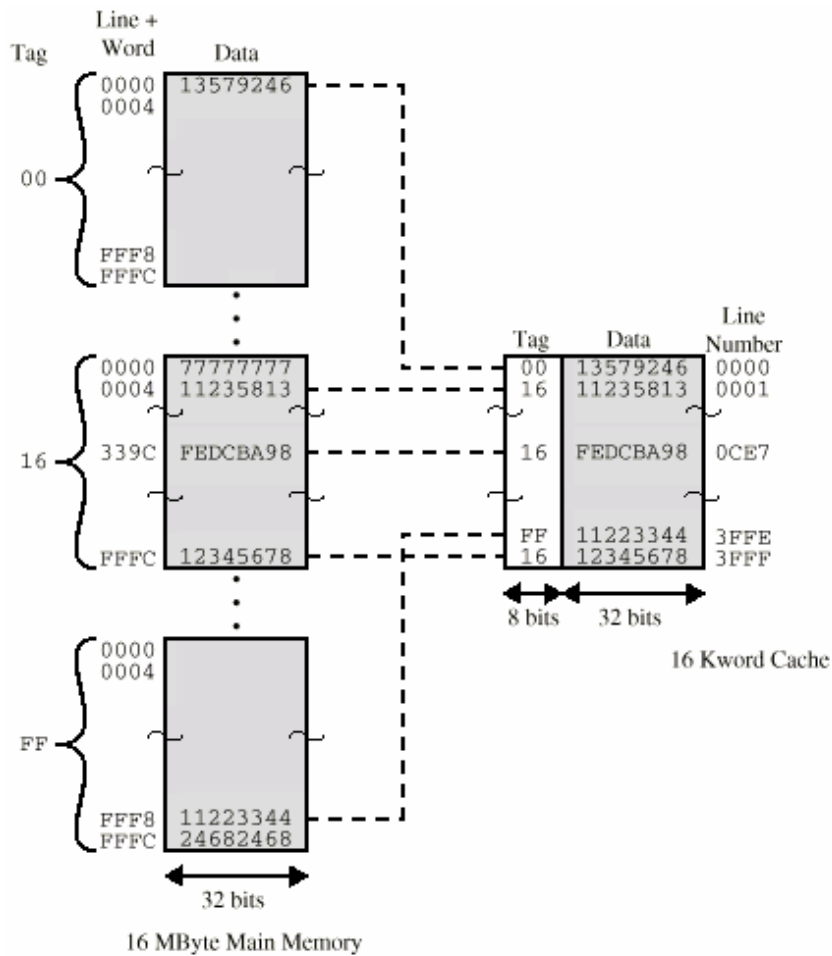 Tag
Line +
Word
Data
0000 13579246
0004
00
FFF8
FFFC
0000 77777777
0004 11235813
16
339C FEDCBA98
FFFC 12345678
0000
0004
FF
FFF8 11223344
FFFC 24682468
32 bits
16 MByte Main Memory
Tag
Data
Line
Number
00 13579246 0000
16 11235813 0001
16 FEDCBA98 0CE7
FF 11223344 3FFE
16 12345678 3FFF
8 bits
32 bits
16 Kword Cache